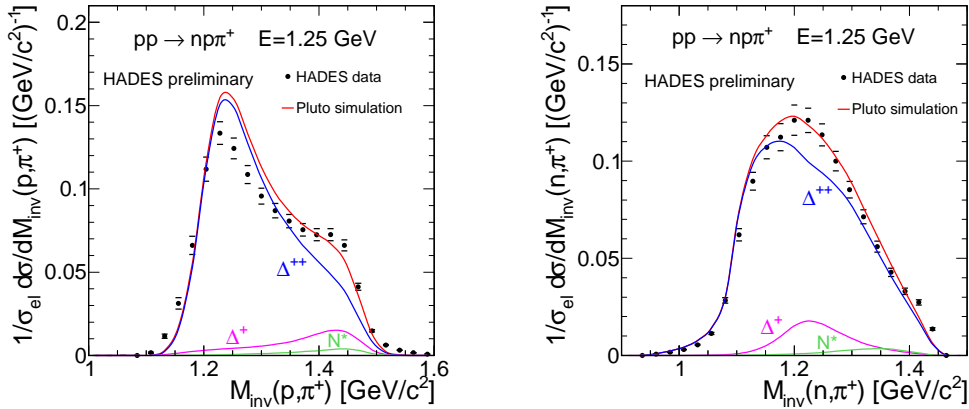 1/σel dσ/dMinv(p,π+) [(GeV/c2)-1]
0.2
0.15
0.1
0.05
0
pp → npπ+ E=1.25 GeV
HADES preliminary
HADES data
Pluto simulation
Δ++
Δ+
N*
1 1.2 1.4 1.6
Minv(p,π+) [GeV/c2]
1/σel dσ/dMinv(n,π+) [(GeV/c2)-1]
0.15
0.1
0.05
0
pp → npπ+ E=1.25 GeV
HADES preliminary
HADES data
Pluto simulation
Δ++
Δ+
N*
1 1.2 1.4
Minv(n,π+) [GeV/c2]